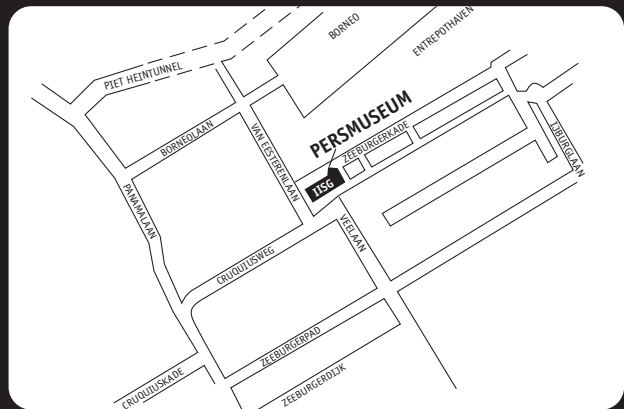 BORNEO
ENTREPOTHAVEN
PIET HEINTUNNEL
PERSMUSEUM
BORNEOLAAN
VAN EESTERENLAAN
ZEEBURGERKADE
IJBURGLAAN
IISG
PANAMALAAN
VEELAAN
CRUQUIUSWEG
ZEEBURGERPAD
CRUQUIUSKADE
ZEEBURGERDIJK